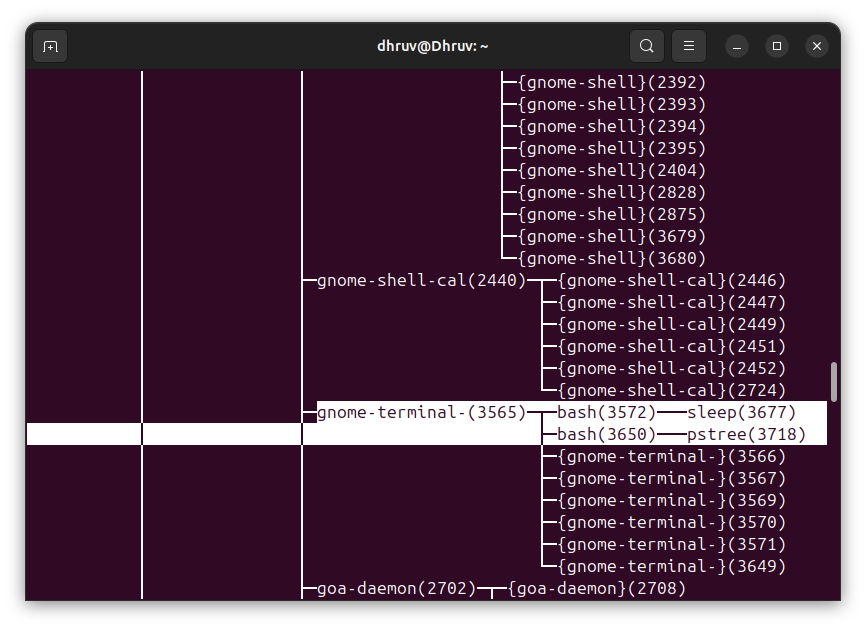 dhruv@Dhruv: ~
{gnome-shell}(2392)
{gnome-shell}(2393)
{gnome-shell}(2394)
{gnome-shell}(2395)
{gnome-shell}(2404)
{gnome-shell}(2828)
{gnome-shell}(2875)
{gnome-shell}(3679)
{gnome-shell}(3680)
gnome-shell-cal(2440)─┬─{gnome-shell-cal}(2446)
{gnome-shell-cal}(2447)
{gnome-shell-cal}(2449)
{gnome-shell-cal}(2451)
{gnome-shell-cal}(2452)
{gnome-shell-cal}(2724)
gnome-terminal-(3565)─┬─bash(3572)───sleep(3677)
bash(3650)───pstree(3718)
{gnome-terminal-}(3566)
{gnome-terminal-}(3567)
{gnome-terminal-}(3569)
{gnome-terminal-}(3570)
{gnome-terminal-}(3571)
{gnome-terminal-}(3649)
goa-daemon(2702)─┬─{goa-daemon}(2708)